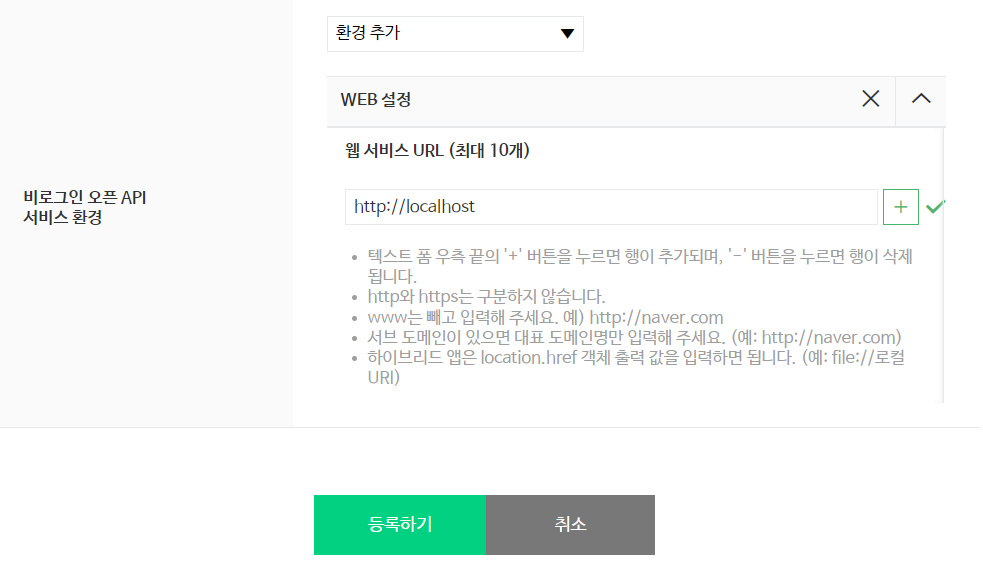 환경 추가
WEB 설정
웹 서비스 URL (최대 10개)
비로그인 오픈 API
서비스 환경
http://localhost
텍스트 폼 우측 끝의 '+' 버튼을 누르면 행이 추가되며, '-' 버튼을 누르면 행이 삭제
됩니다.
http와 https는 구분하지 않습니다.
www는 빼고 입력해 주세요. 예) http://naver.com
서브 도메인이 있으면 대표 도메인명만 입력해 주세요. (예: http://naver.com)
하이브리드 앱은 location.href 객체 출력 값을 입력하면 됩니다. (예: file://로컬
URI)
등록하기
취소